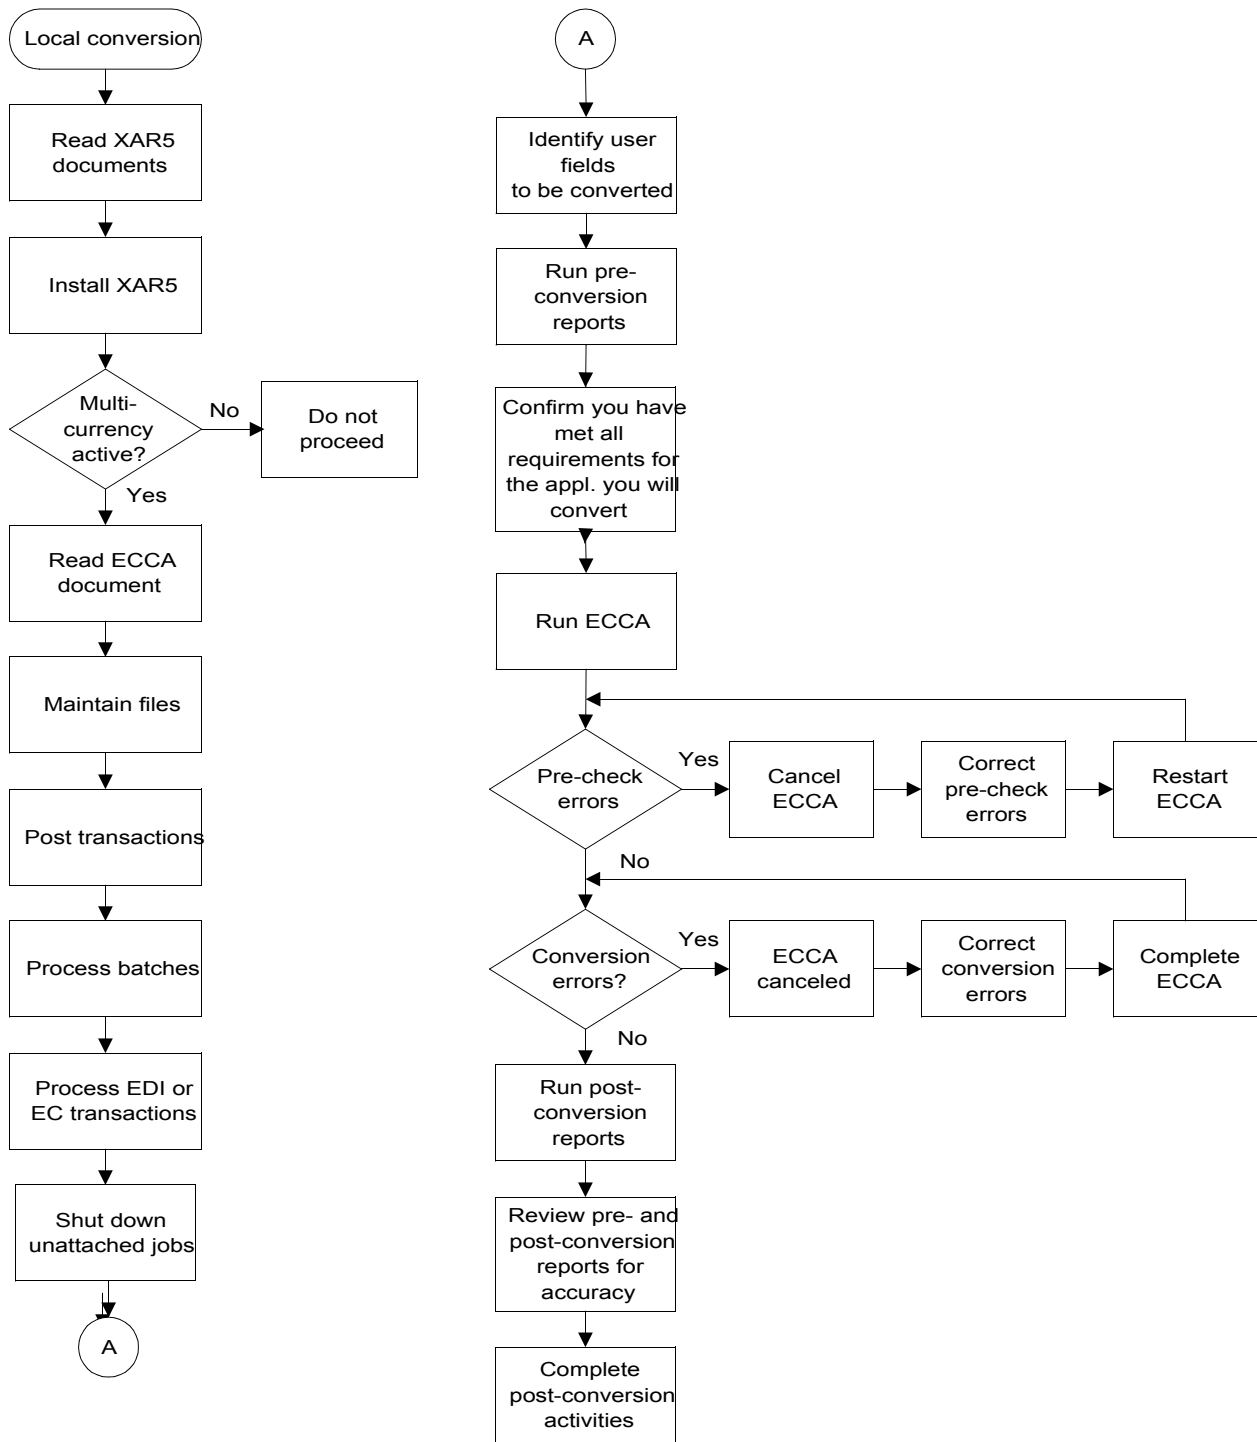 Local conversion
Read XAR5
documents
Install XAR5
Multi-
currency
active?
No
Do not
proceed
Yes
Read ECCA
document
Maintain files
Post transactions
Process batches
Process EDI or
EC transactions
Shut down
unattached jobs
A
A
Identify user
fields
to be converted
Run pre-
conversion
reports
Confirm you have
met all
requirements for
the appl. you will
convert
Run ECCA
Pre-check
errors
Yes
Cancel
ECCA
Correct
pre-check
errors
Restart
ECCA
No
Conversion
errors?
Yes
ECCA
canceled
Correct
conversion
errors
Complete
ECCA
No
Run post-
conversion
reports
Review pre- and
post-conversion
reports for
accuracy
Complete
post-conversion
activities